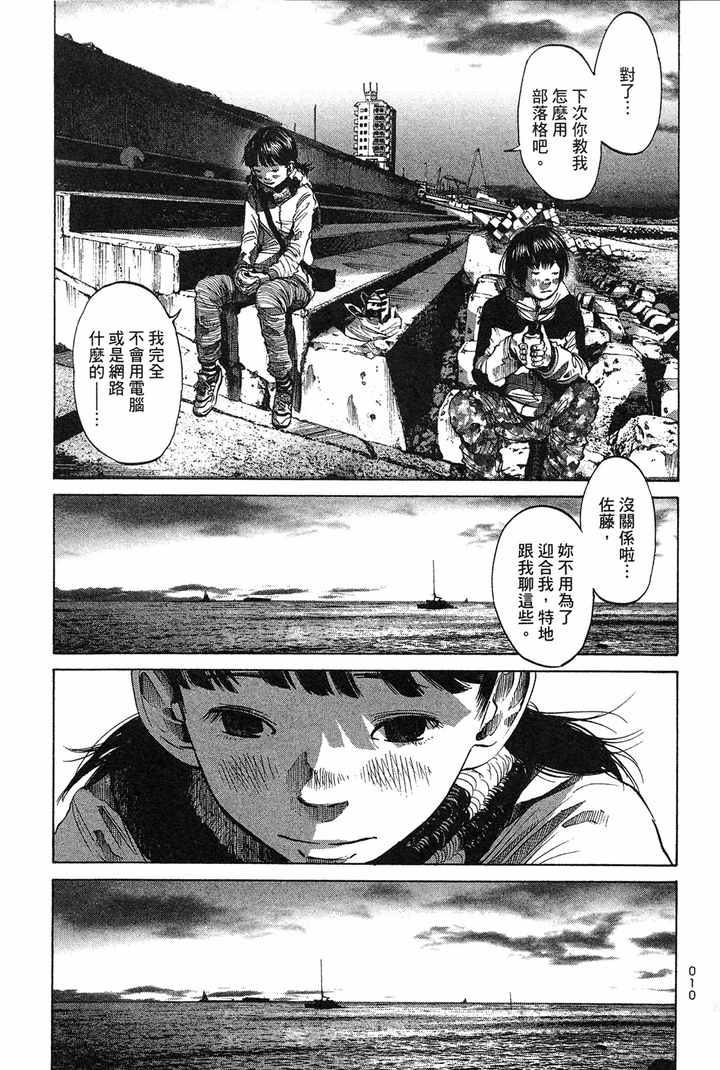 對了…
下次你教我
怎麼用
部落格吧。
我完全
不會用電腦
或是網路
什麼的──…
沒關係啦…
佐藤，
妳不用為了
迎合我，特地
跟我聊這些。
010